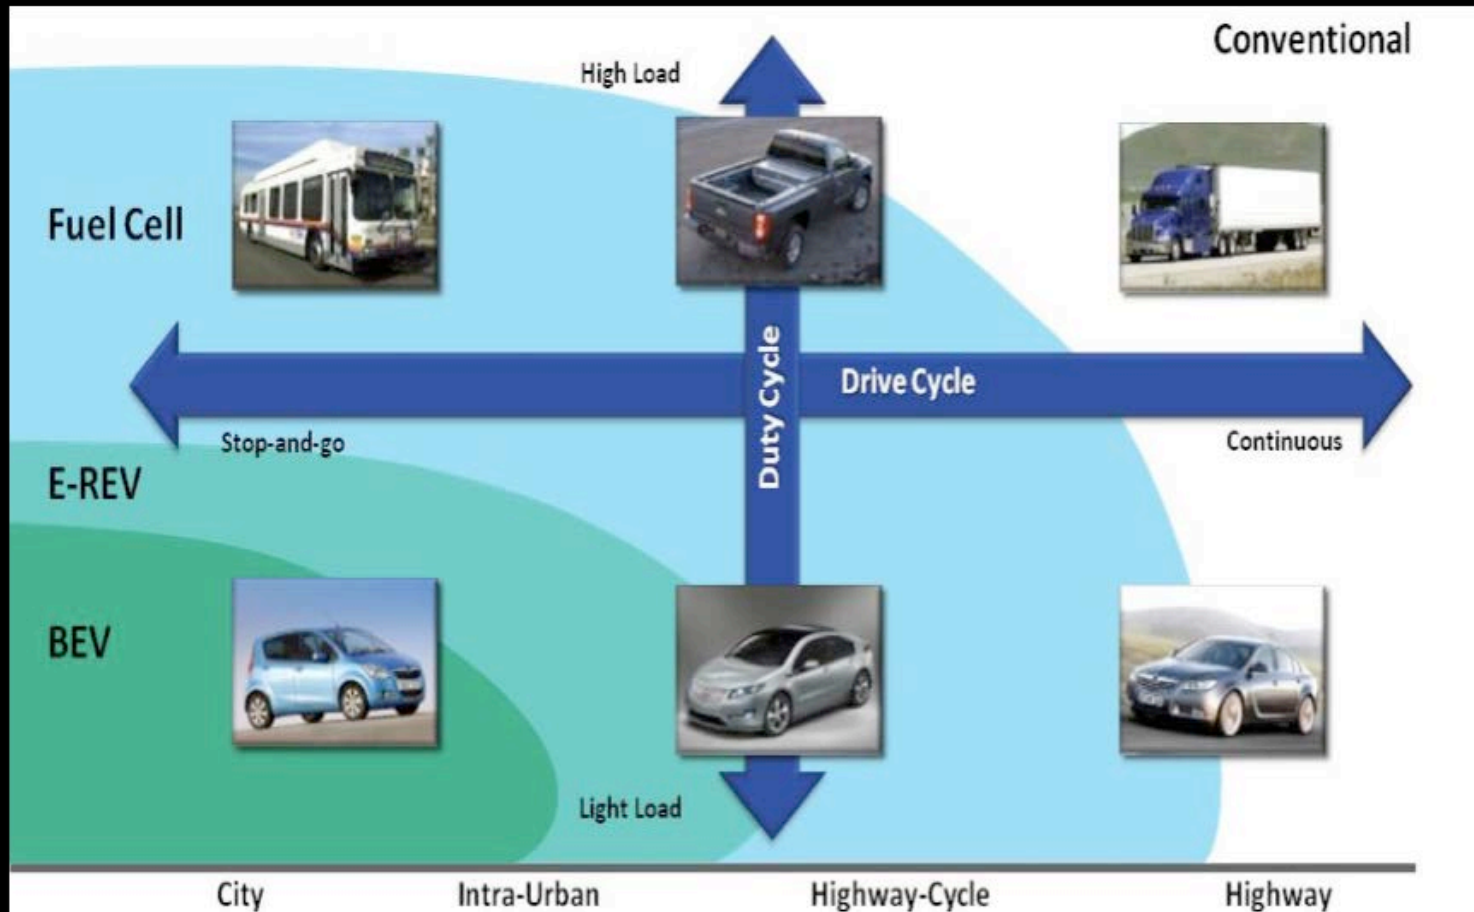 Conventional
High Load
Fuel Cell
Duty Cycle
Drive Cycle
Stop-and-go
Continuous
E-REV
BEV
Light Load
City
Intra-Urban
Highway-Cycle
Highway